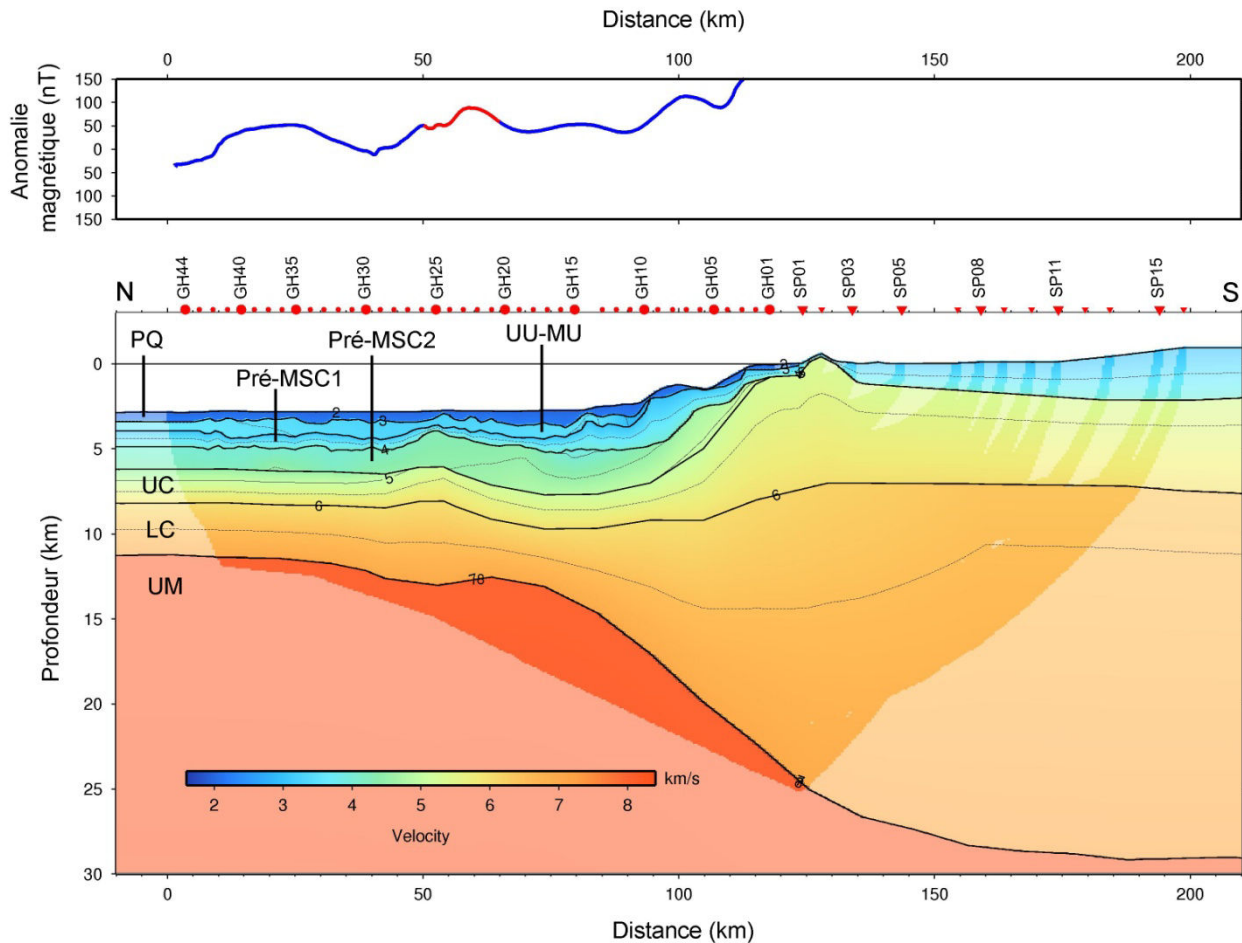 Distance (km)
0 50 100 150 200
Anomalie magnétique (nT)
150
100
50
0
50
100
150
GH44 GH40 GH35 GH30 GH25 GH20 GH15 GH10 GH05 GH01 SP01 SP03 SP05 SP08 SP11 SP15
N S
PQ Pré-MSC2 UU-MU
Pré-MSC1
Profondeur (km)
0
5
10
15
20
25
30
2 3
4
5
6 6
78
UC
LC
UM
km/s
2 3 4 5 6 7 8
Velocity
0 50 100 150 200
Distance (km)